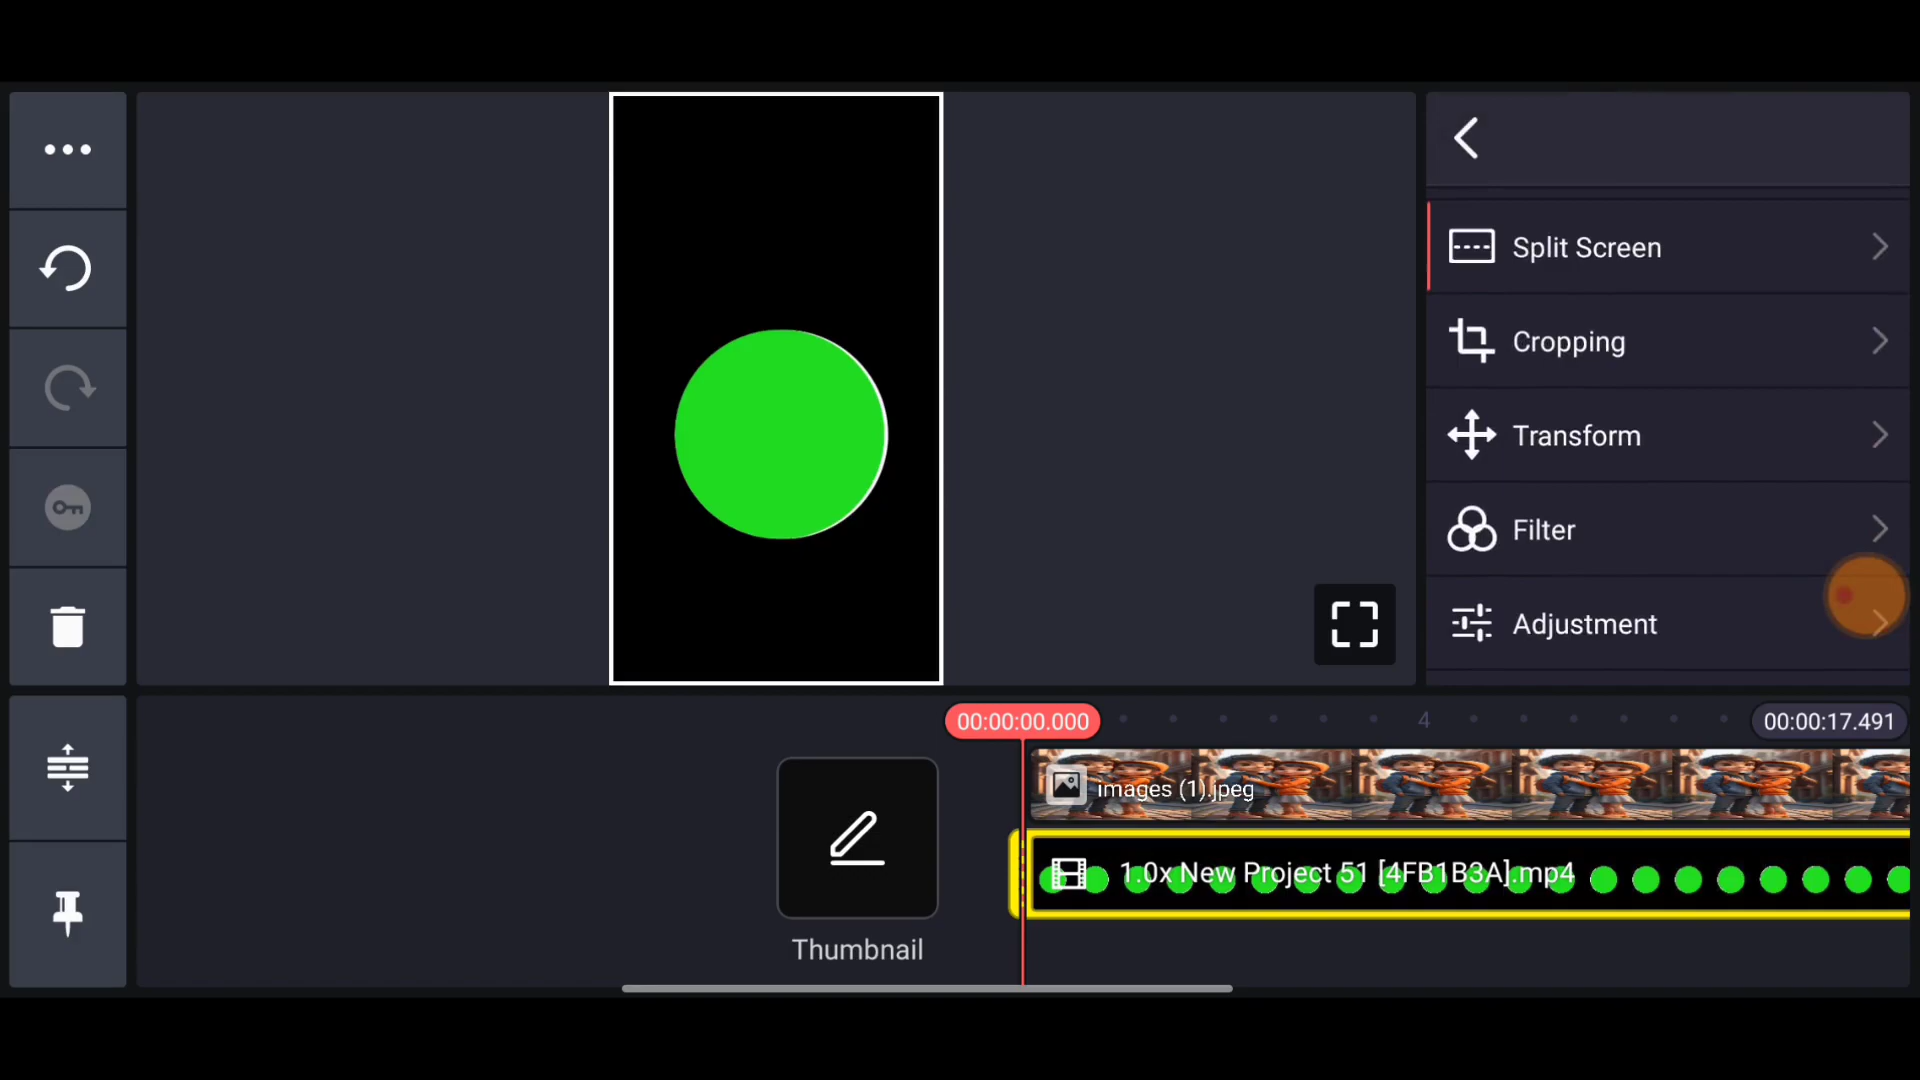 Split Screen
Cropping
Transform
Filter
Adjustment
00:00:00.000
4
00:00:17.491
images (1).jpeg
1.0x New Project 51 [4FB1B3A].mp4
Thumbnail